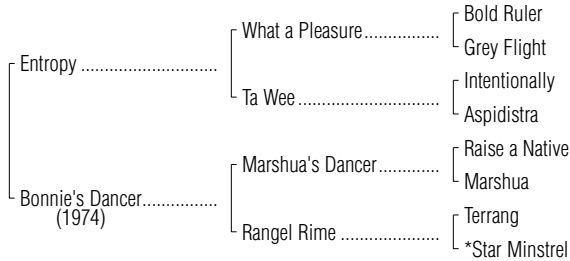 Bold Ruler
What a Pleasure..................
Grey Flight
Entropy ...........................
Intentionally
Ta Wee ............................
Aspidistra
Raise a Native
Marshua's Dancer...............
Marshua
Bonnie's Dancer...............
(1974)
Terrang
Rangel Rime ....................
*Star Minstrel